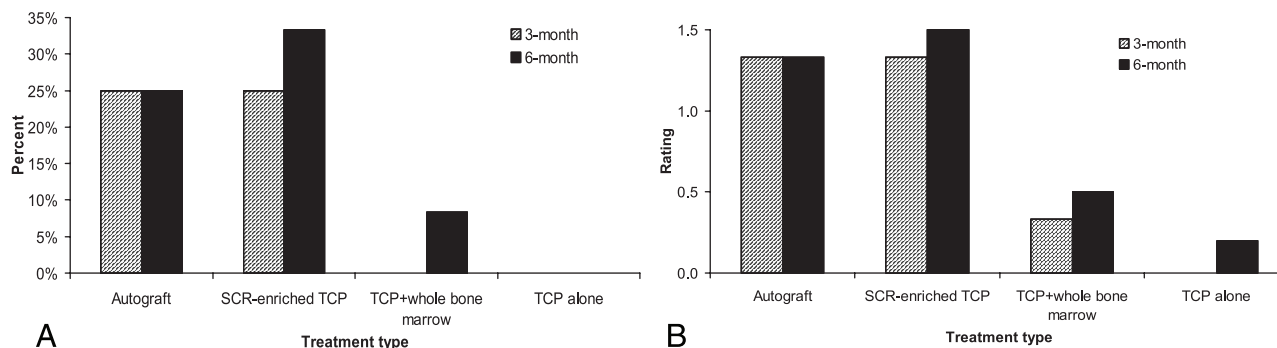 35%
30%
25%
20%
15%
10%
5%
0%
Percent
3-month
6-month
Autograft
SCR-enriched TCP
TCP+whole bone
marrow
TCP alone
Treatment type
A
1.5
1.0
0.5
0.0
Rating
3-month
6-month
Autograft
SCR-enriched TCP
TCP+whole bone
marrow
TCP alone
Treatment type
B